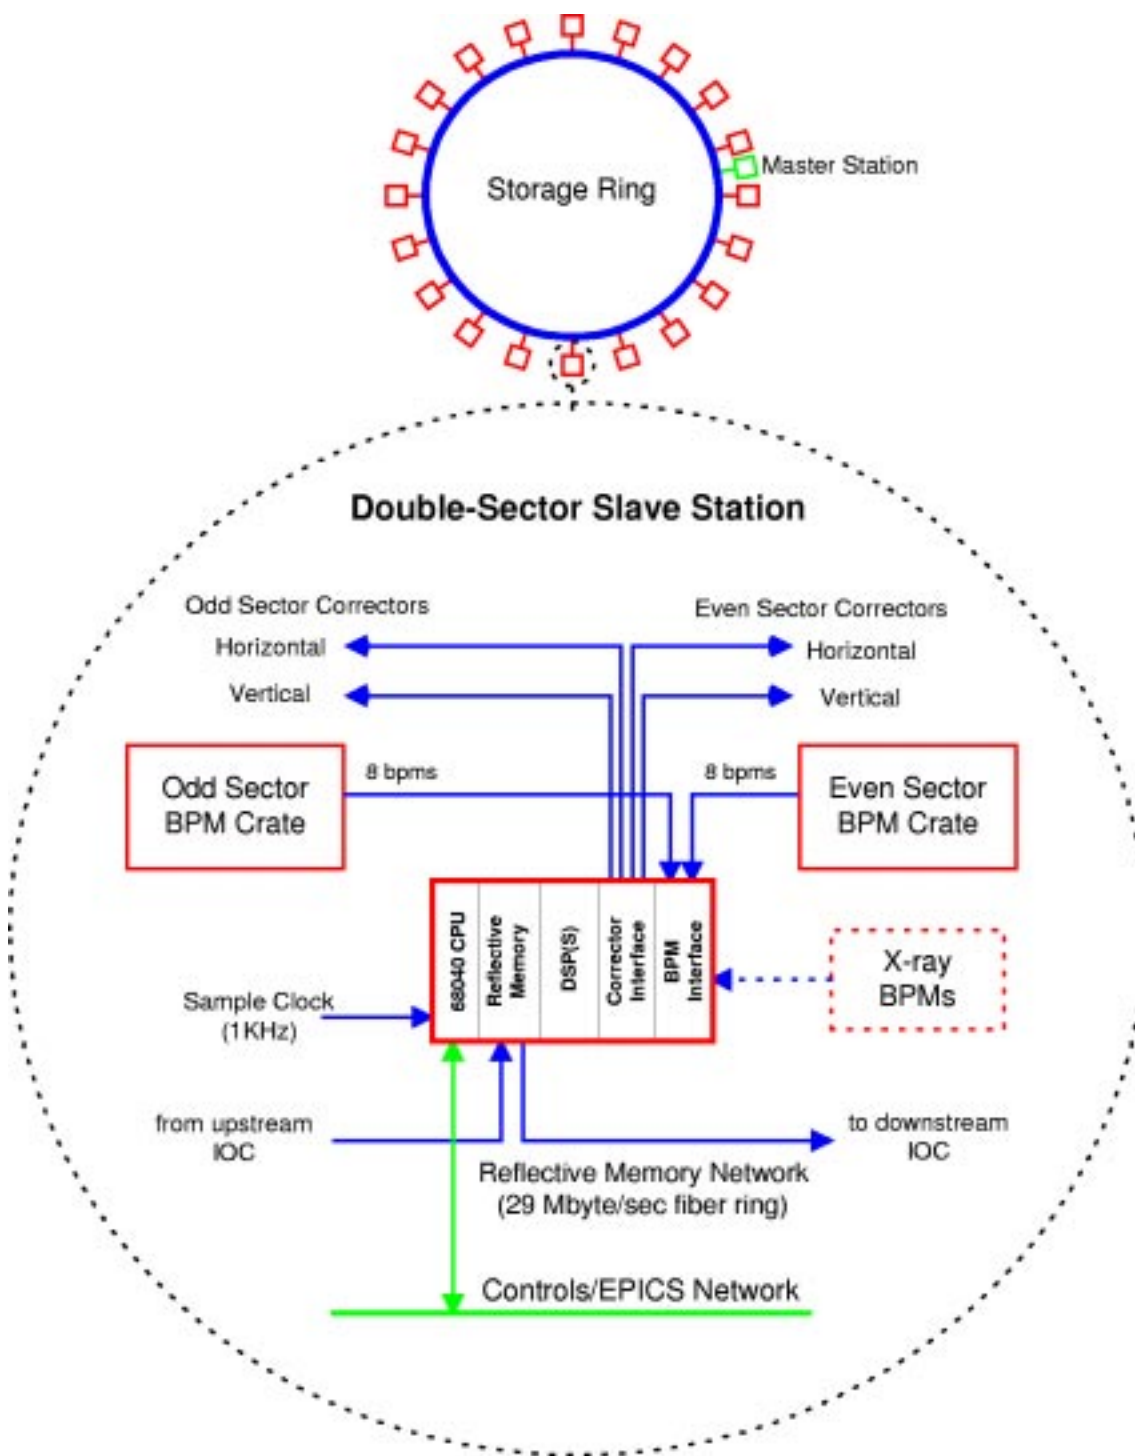 Storage Ring
Master Station
Double-Sector Slave Station
Odd Sector Correctors
Horizontal
Vertical
Even Sector Correctors
Horizontal
Vertical
Odd Sector
BPM Crate
8 bpms
8 bpms
Even Sector
BPM Crate
68040 CPU
Reflective
Memory
DSP(S)
Corrector
Interface
BPM
Interface
X-ray
BPMs
Sample Clock
(1KHz)
from upstream
IOC
to downstream
IOC
Reflective Memory Network
(29 Mbyte/sec fiber ring)
Controls/EPICS Network